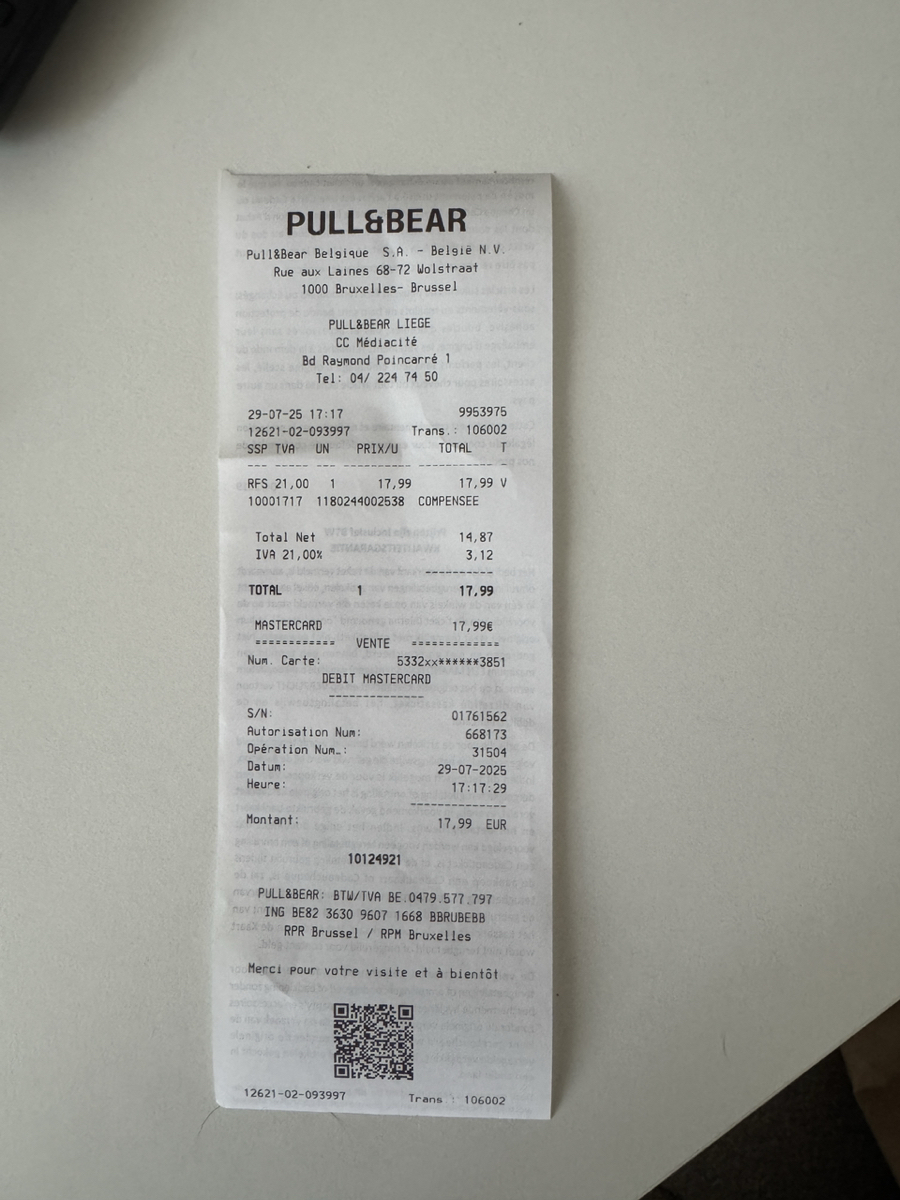 PULL&BEAR
Pull&Bear Belgique S.A. - België N.V.
Rue aux Laines 68-72 Wolstraat
1000 Bruxelles- Brussel
PULL&BEAR LIEGE
CC Médiacité
Bd Raymond Poincarré 1
Tel: 04/ 224 74 50
29-07-25 17:17 9953975
12621-02-093997 Trans.: 106002
SSP TVA UN PRIX/U TOTAL T
--- ----- --- ---------- ----------- -
RFS 21,00 1 17,99 17,99 V
10001717 1180244002538 COMPENSEE
Total Net 14,87
IVA 21,00% 3,12
----------
TOTAL 1 17,99
MASTERCARD 17,99€
============ VENTE =============
Num. Carte: 5332xx******3851
DEBIT MASTERCARD
--------------
S/N: 01761562
Autorisation Num: 668173
Opération Num.: 31504
Datum: 29-07-2025
Heure: 17:17:29
--------------
Montant: 17,99 EUR
10124921
PULL&BEAR: BTW/TVA BE.0479.577.797
ING BE82 3630 9607 1668 BBRUBEBB
RPR Brussel / RPM Bruxelles
Merci pour votre visite et à bientôt
12621-02-093997 Trans.: 106002